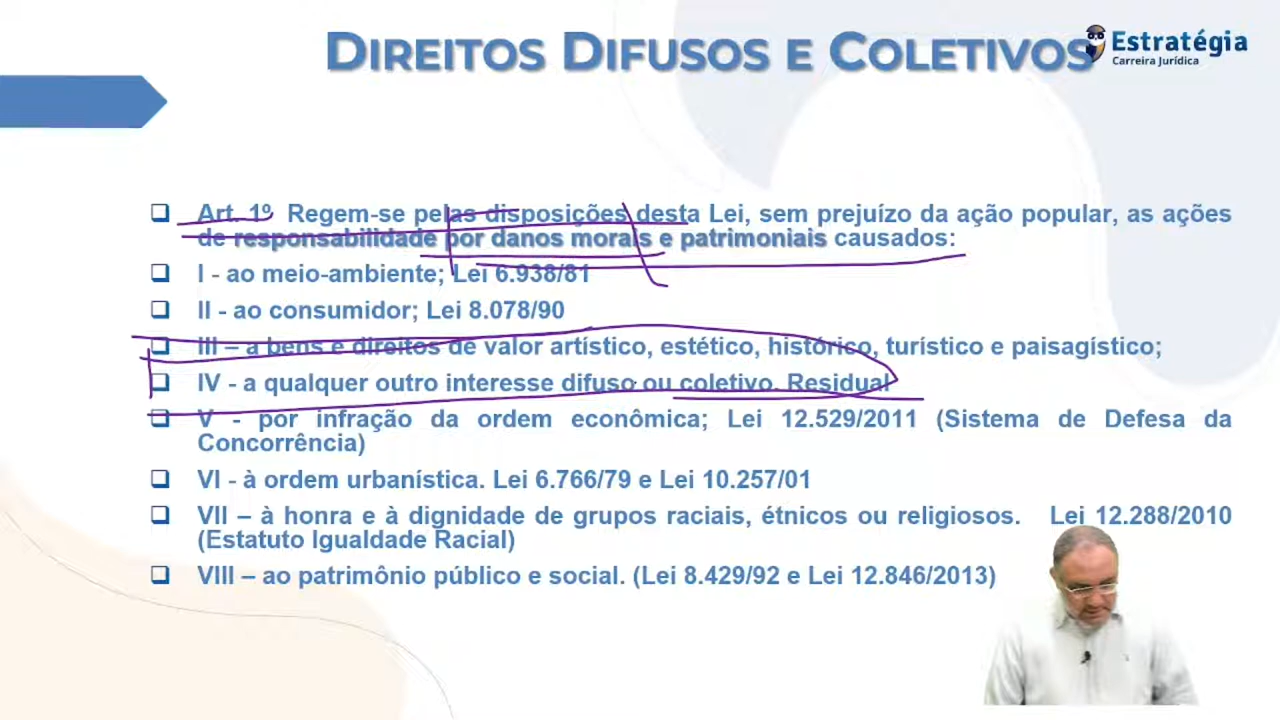 DIREITOS DIFUSOS E COLETIVOS
Estratégia
Carreira Jurídica
❑ Art. 1º Regem-se pelas disposições desta Lei, sem prejuízo da ação popular, as ações
de responsabilidade por danos morais e patrimoniais causados:
❑ I - ao meio-ambiente; Lei 6.938/81
❑ II - ao consumidor; Lei 8.078/90
❑ III – a bens e direitos de valor artístico, estético, histórico, turístico e paisagístico;
❑ IV - a qualquer outro interesse difuso ou coletivo. Residual
❑ V - por infração da ordem econômica; Lei 12.529/2011 (Sistema de Defesa da
Concorrência)
❑ VI - à ordem urbanística. Lei 6.766/79 e Lei 10.257/01
❑ VII – à honra e à dignidade de grupos raciais, étnicos ou religiosos. Lei 12.288/2010
(Estatuto Igualdade Racial)
❑ VIII – ao patrimônio público e social. (Lei 8.429/92 e Lei 12.846/2013)